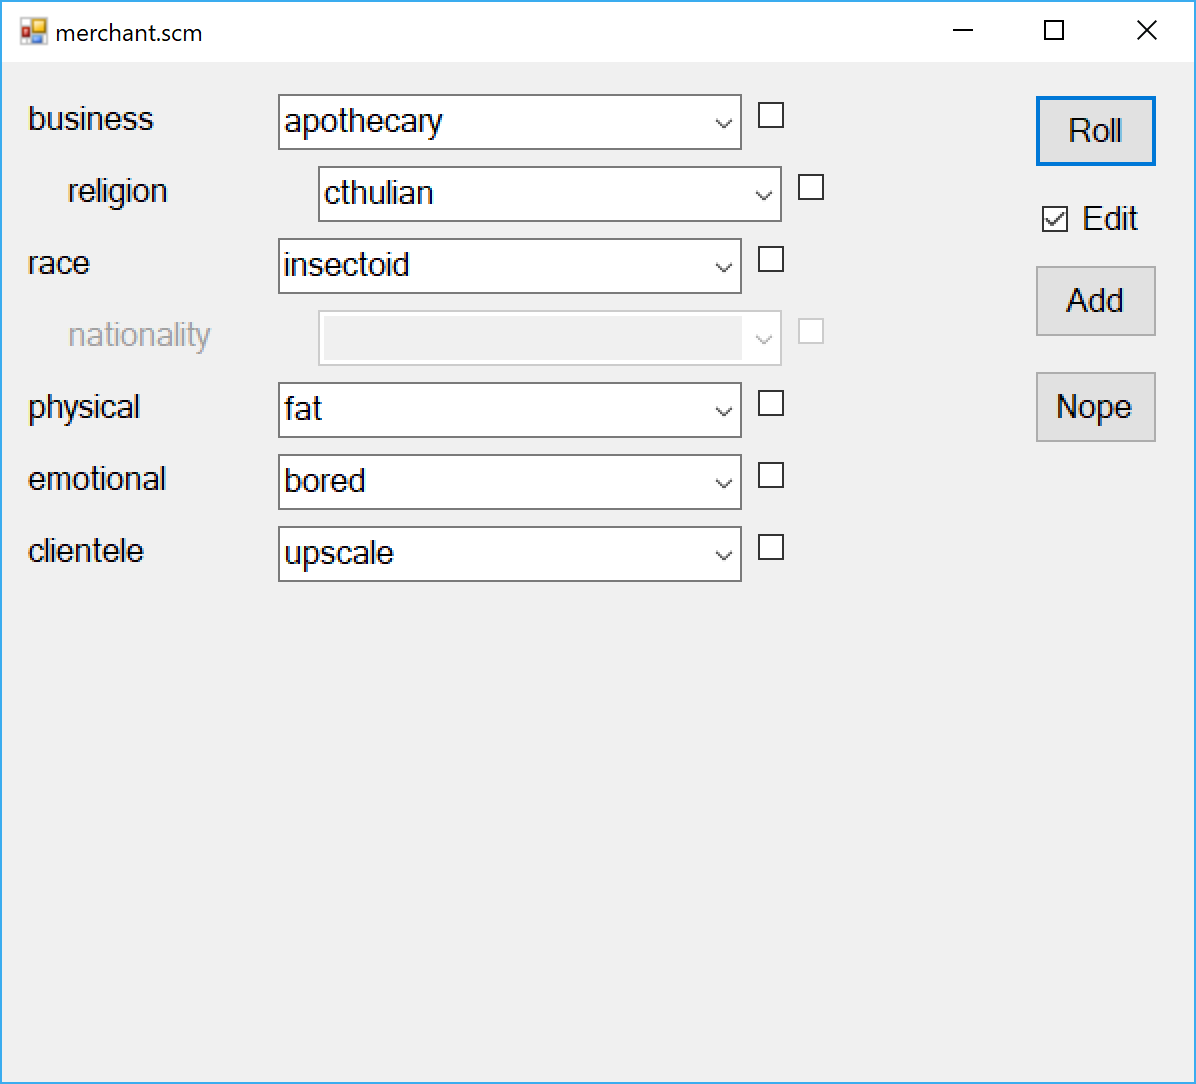 merchant.scm
business apothecary Roll
religion cthulian Edit
race insectoid Add
nationality
physical fat Nope
emotional bored
clientele upscale